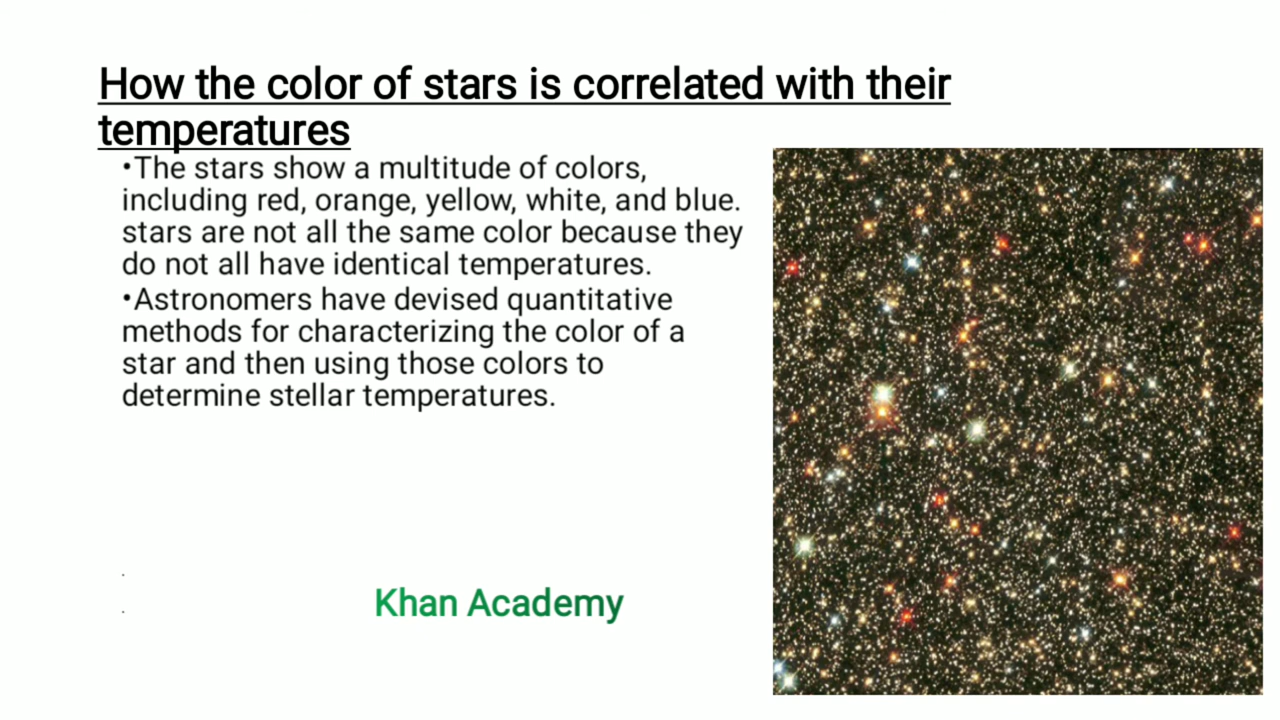 How the color of stars is correlated with their
temperatures
•The stars show a multitude of colors,
including red, orange, yellow, white, and blue.
stars are not all the same color because they
do not all have identical temperatures.
•Astronomers have devised quantitative
methods for characterizing the color of a
star and then using those colors to
determine stellar temperatures.
Khan Academy